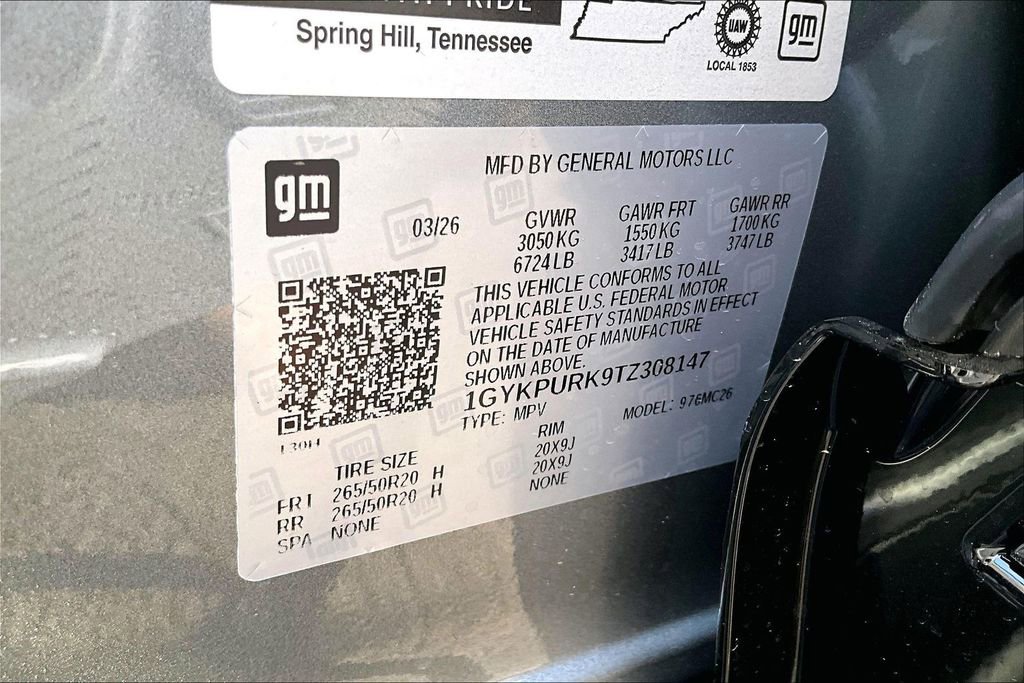 PRIDE
Spring Hill, Tennessee
UAW
LOCAL 1853
gm
gm
MFD BY GENERAL MOTORS LLC
03/26
GVWR GAWR FRT GAWR RR
3050 KG 1550 KG 1700 KG
6724 LB 3417 LB 3747 LB
THIS VEHICLE CONFORMS TO ALL
APPLICABLE U.S. FEDERAL MOTOR
VEHICLE SAFETY STANDARDS IN EFFECT
ON THE DATE OF MANUFACTURE
SHOWN ABOVE.
1GYKPURK9TZ308147
TYPE: MPV MODEL: 976MC26
TIRE SIZE RIM
FRT 265/50R20 H 20X9J
RR 265/50R20 H 20X9J
SPA NONE NONE